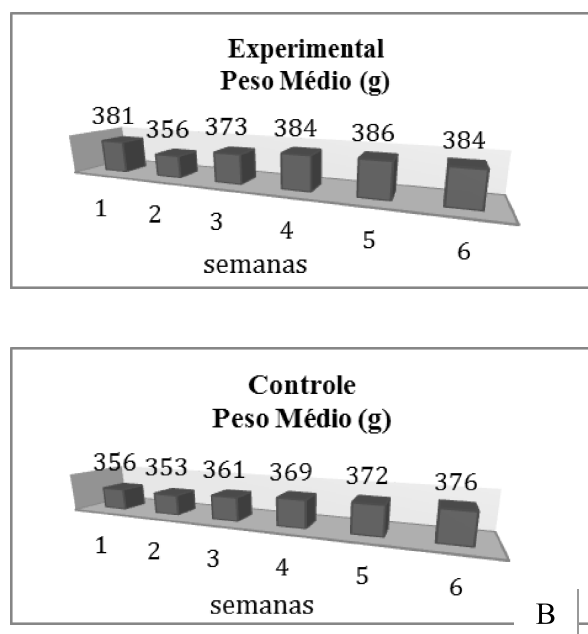 Experimental
Peso Médio (g)
381 356 373 384 386 384
1 2 3 4 5 6
semanas
Controle
Peso Médio (g)
356 353 361 369 372 376
1 2 3 4 5 6
semanas
B